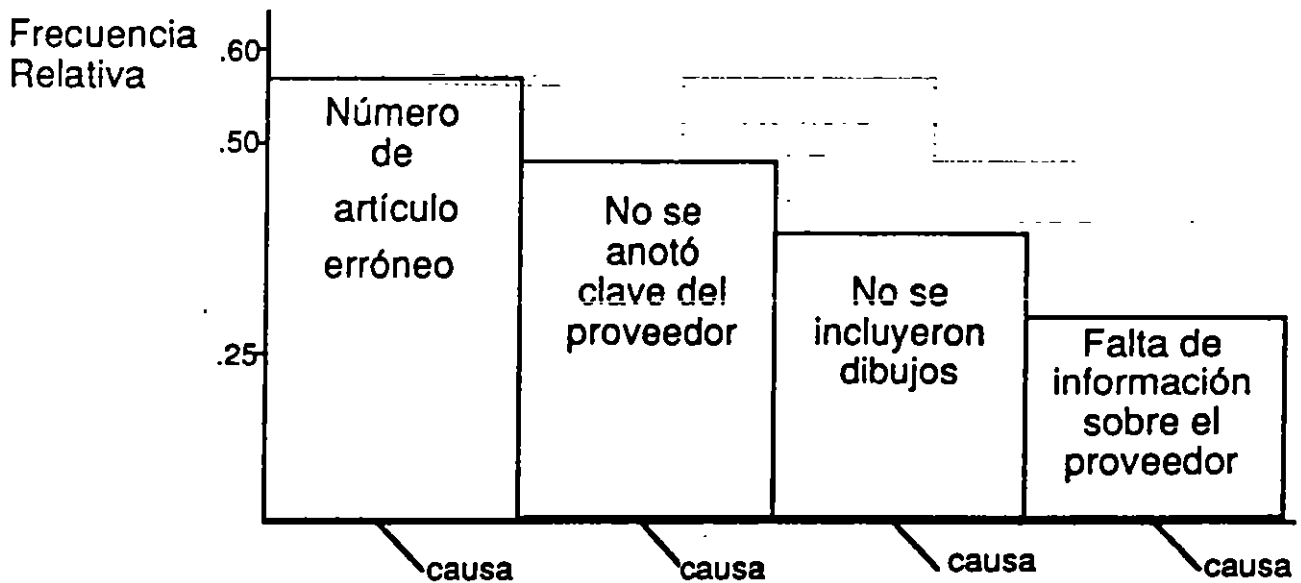 Frecuencia
Relativa
.60
.50
.25
Número
de
artículo
erróneo
No se
anotó
clave del
proveedor
No se
incluyeron
dibujos
Falta de
información
sobre el
proveedor
causa
causa
causa
causa